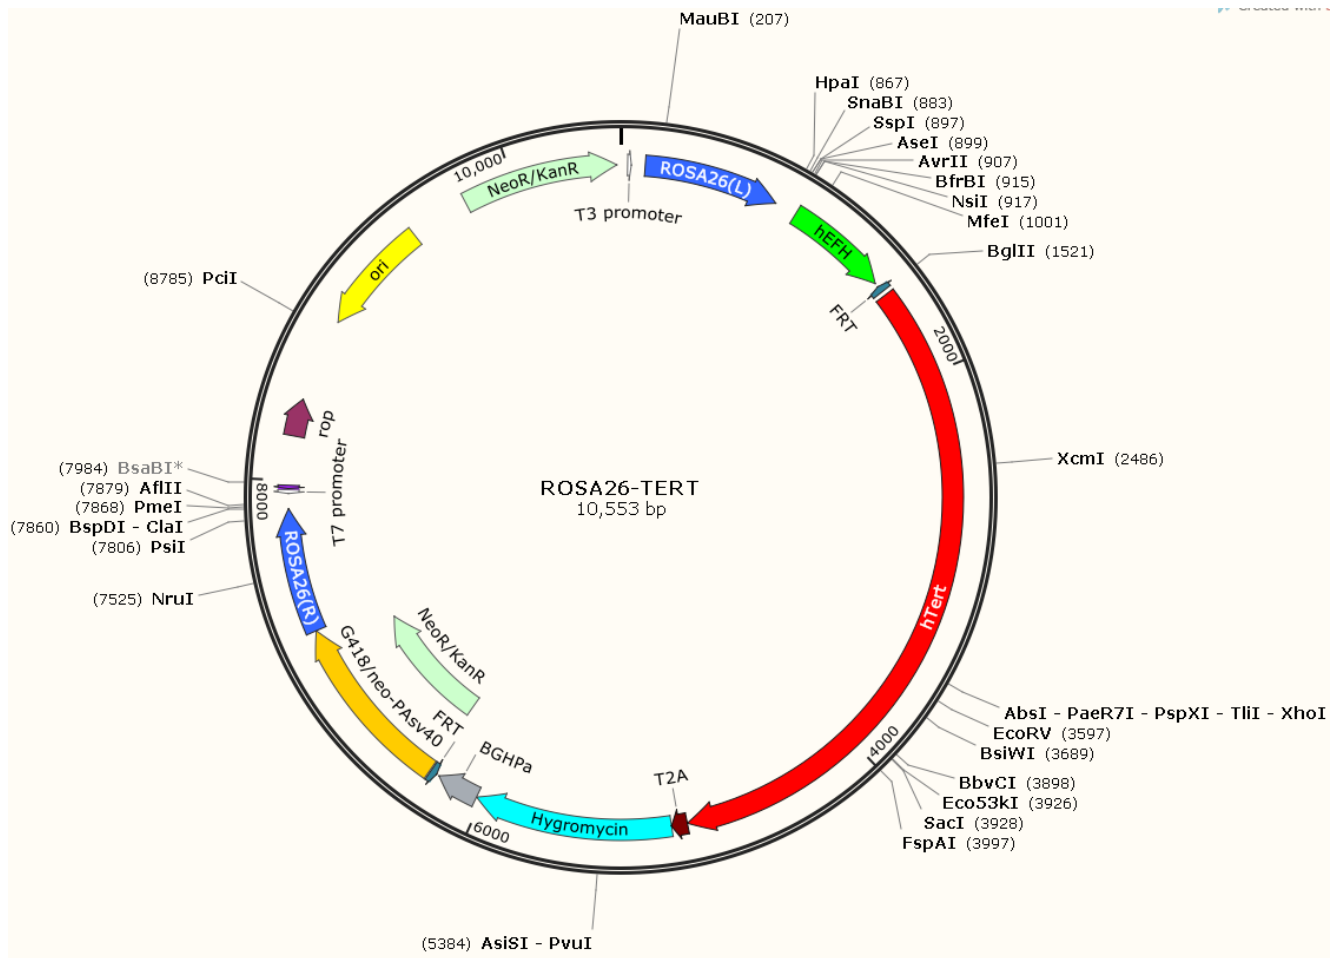 MauBI (207)
HpaI (867)
SnaBI (883)
SspI (897)
AseI (899)
AvrII (907)
BfrBI (915)
NsiI (917)
MfeI (1001)
BglII (1521)
2000
XcmI (2486)
AbsI - PaeR7I - PspXI - TliI - XhoI
EcoRV (3597)
BsiWI (3689)
4000
BbvCI (3898)
Eco53kI (3926)
SacI (3928)
FspAI (3997)
(5384) AsiSI - PvuI
6000
(7525) NruI
(7806) PsiI
(7860) BspDI - ClaI
(7868) PmeI
(7879) AflII
(7984) BsaBI*
8000
(8785) PciI
10,000
NeoR/KanR
T3 promoter
ROSA26(L)
hEFH
FRT
hTert
T2A
Hygromycin
BGHPa
FRT
G418/neo-PAsv40
NeoR/KanR
ROSA26(R)
T7 promoter
rop
ori
ROSA26-TERT
10,553 bp